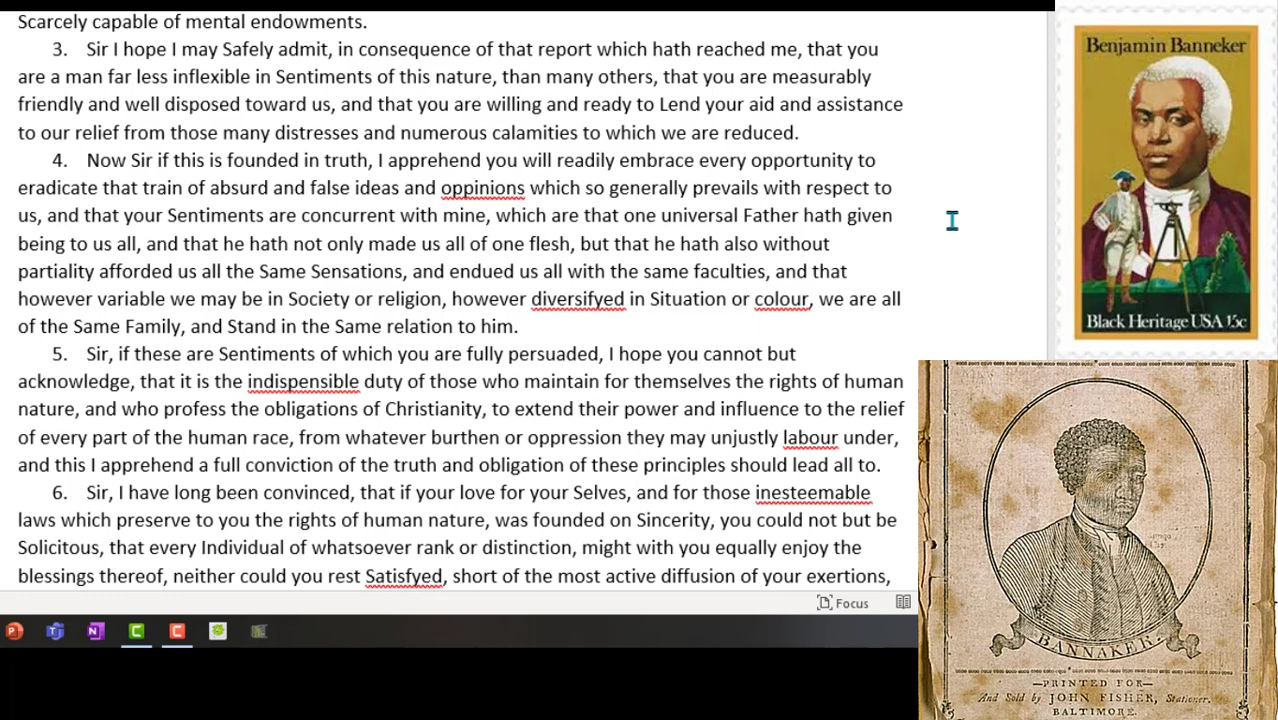 Scarcely capable of mental endowments.
3. Sir I hope I may Safely admit, in consequence of that report which hath reached me, that you
are a man far less inflexible in Sentiments of this nature, than many others, that you are measurably
friendly and well disposed toward us, and that you are willing and ready to Lend your aid and assistance
to our relief from those many distresses and numerous calamities to which we are reduced.
4. Now Sir if this is founded in truth, I apprehend you will readily embrace every opportunity to
eradicate that train of absurd and false ideas and oppinions which so generally prevails with respect to
us, and that your Sentiments are concurrent with mine, which are that one universal Father hath given
being to us all, and that he hath not only made us all of one flesh, but that he hath also without
partiality afforded us all the Same Sensations, and endued us all with the same faculties, and that
however variable we may be in Society or religion, however diversifyed in Situation or colour, we are all
of the Same Family, and Stand in the Same relation to him.
5. Sir, if these are Sentiments of which you are fully persuaded, I hope you cannot but
acknowledge, that it is the indispensible duty of those who maintain for themselves the rights of human
nature, and who profess the obligations of Christianity, to extend their power and influence to the relief
of every part of the human race, from whatever burthen or oppression they may unjustly labour under,
and this I apprehend a full conviction of the truth and obligation of these principles should lead all to.
6. Sir, I have long been convinced, that if your love for your Selves, and for those inesteemable
laws which preserve to you the rights of human nature, was founded on Sincerity, you could not but be
Solicitous, that every Individual of whatsoever rank or distinction, might with you equally enjoy the
blessings thereof, neither could you rest Satisfyed, short of the most active diffusion of your exertions,
Focus
Benjamin Banneker
Black Heritage USA 15c
BANNAKER.
—PRINTED FOR—
And Sold by JOHN FISHER, Stationer.
BALTIMORE.